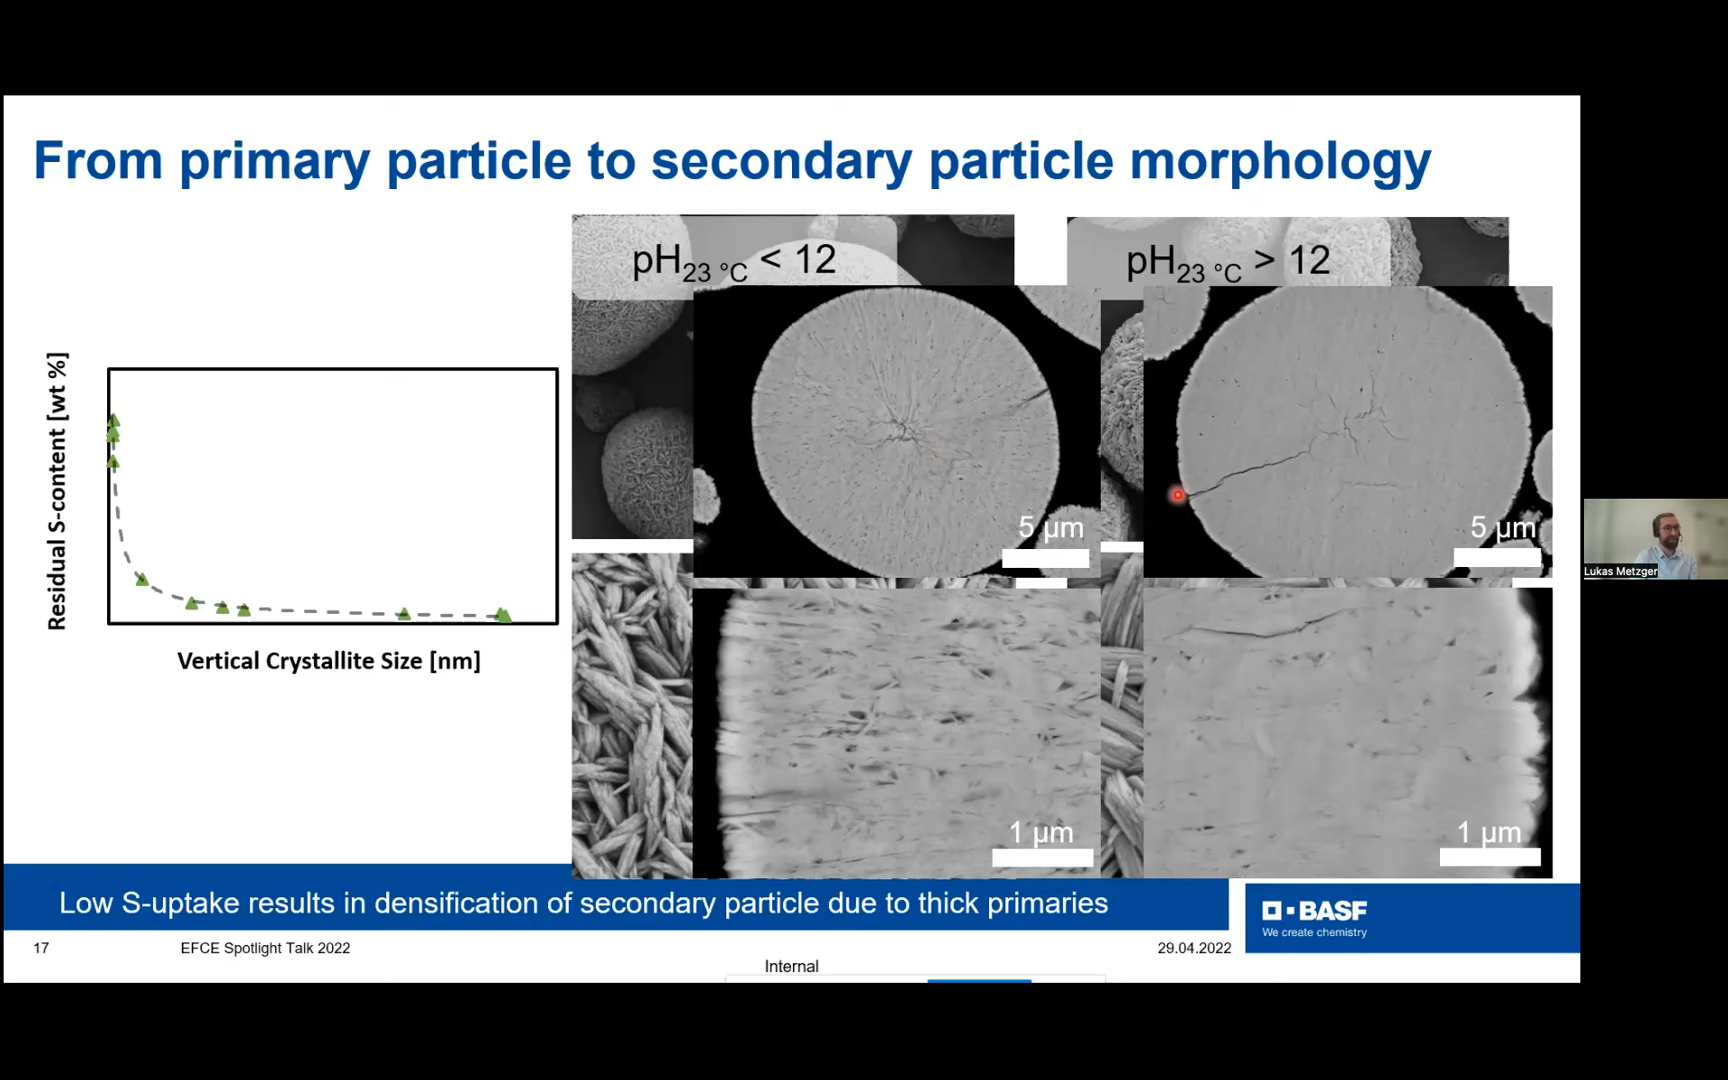 From primary particle to secondary particle morphology
pH23 °C < 12
pH23 °C > 12
Residual S-content [wt %]
Vertical Crystallite Size [nm]
5 µm
5 µm
1 µm
1 µm
Lukas Metzger
Low S-uptake results in densification of secondary particle due to thick primaries
BASF
We create chemistry
17
EFCE Spotlight Talk 2022
29.04.2022
Internal